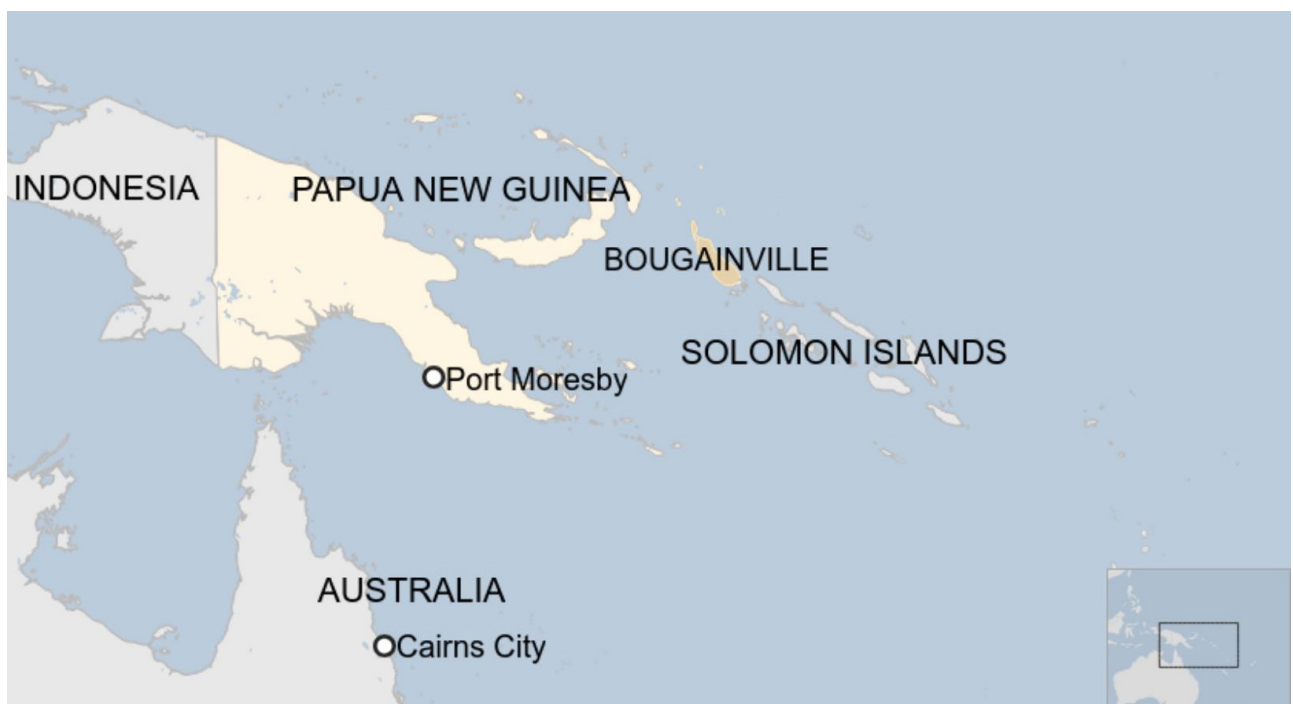 INDONESIA
PAPUA NEW GUINEA
BOUGAINVILLE
SOLOMON ISLANDS
Port Moresby
AUSTRALIA
Cairns City